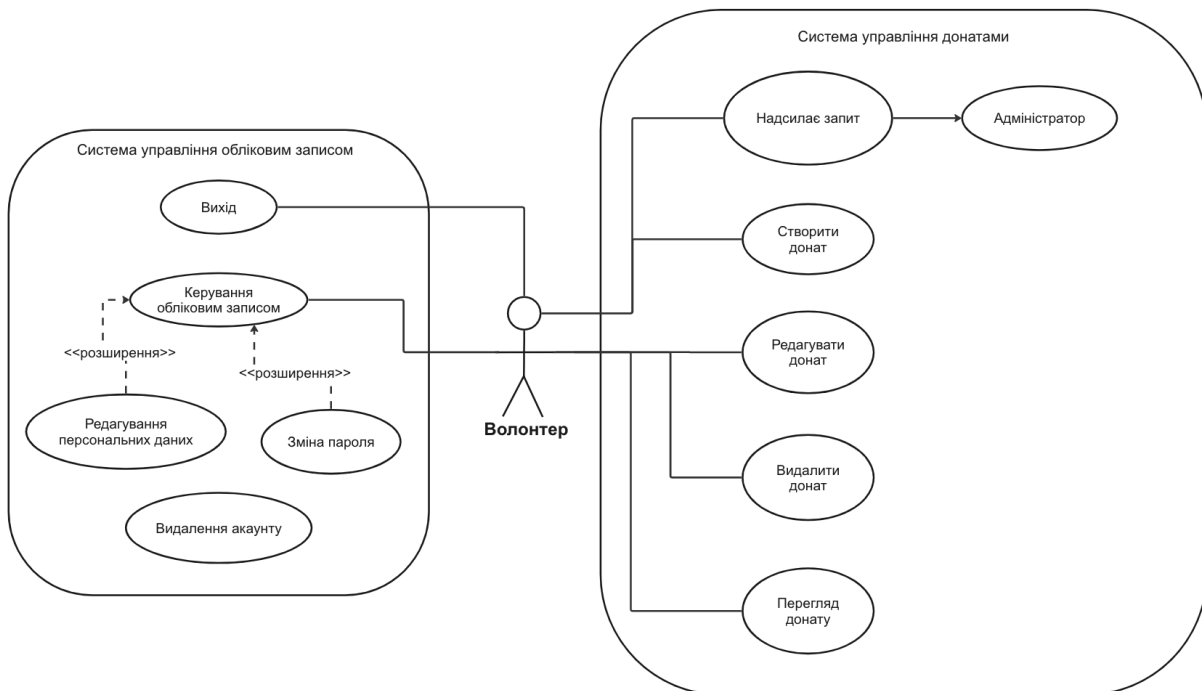 Система управління донатами
Надсилає запит
Адміністратор
Система управління обліковим записом
Вихід
Створити
донат
Керування
обліковим записом
<<розширення>>
<<розширення>>
Редагувати
донат
Редагування
персональних даних
Зміна пароля
Волонтер
Видалити
донат
Видалення акаунту
Перегляд
донату